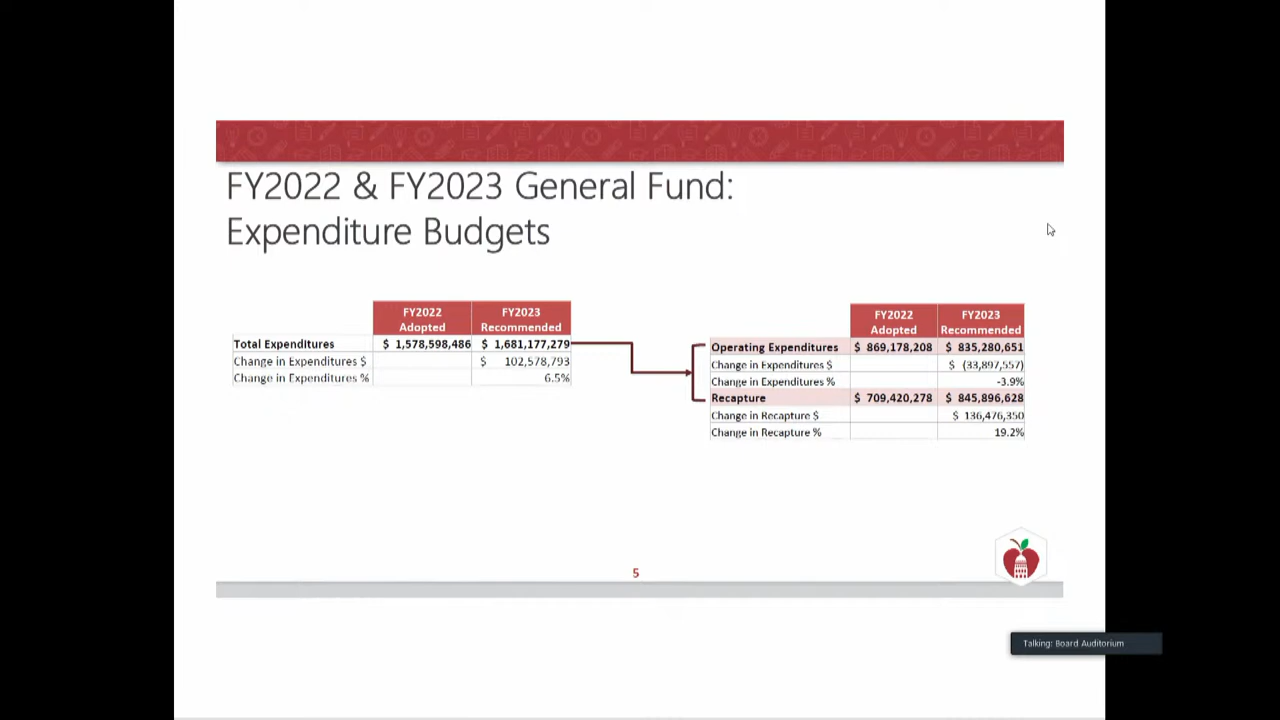 FY2022 & FY2023 General Fund:
Expenditure Budgets
FY2022 FY2023
Adopted Recommended
Total Expenditures $ 1,578,598,486 $ 1,681,177,279
Change in Expenditures $ $ 102,578,793
Change in Expenditures % 6.5%
FY2022 FY2023
Adopted Recommended
Operating Expenditures $ 869,178,208 $ 835,280,651
Change in Expenditures $ $ (33,897,557)
Change in Expenditures % -3.9%
Recapture $ 709,420,278 $ 845,896,628
Change in Recapture $ $ 136,476,350
Change in Recapture % 19.2%
5
Talking: Board Auditorium